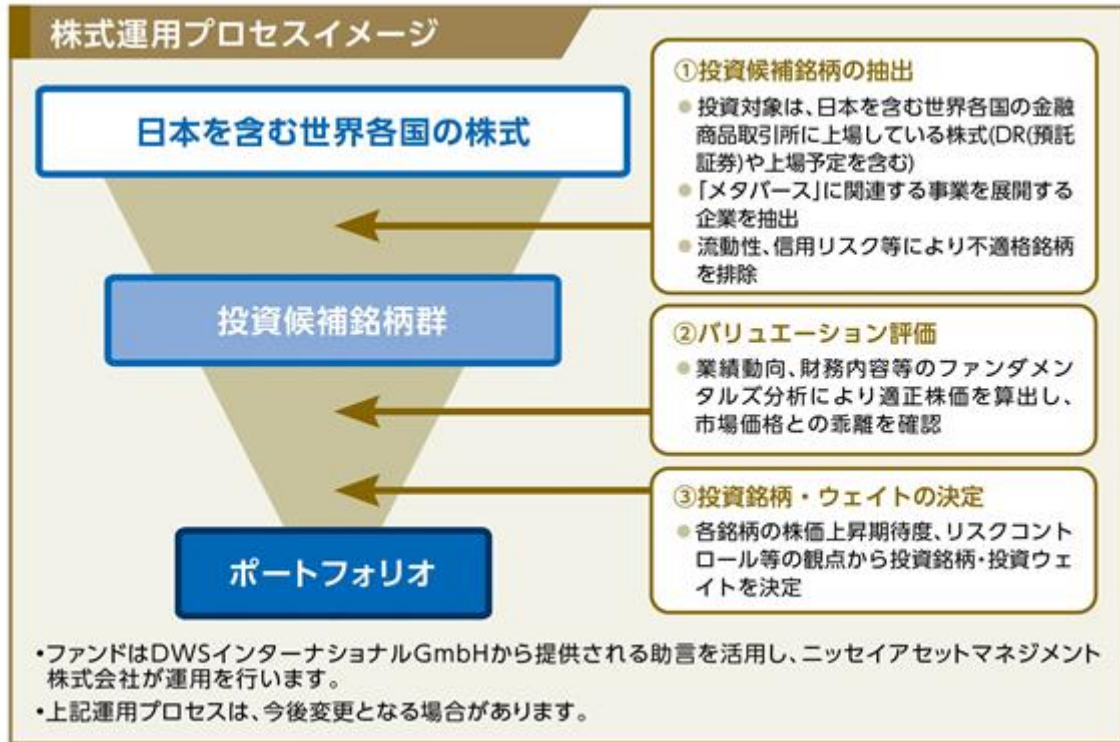 株式運用プロセスイメージ
日本を含む世界各国の株式
投資候補銘柄群
ポートフォリオ
①投資候補銘柄の抽出
● 投資対象は、日本を含む世界各国の金融
商品取引所に上場している株式(DR(預託
証券)や上場予定を含む)
● 「メタバース」に関連する事業を展開する
企業を抽出
● 流動性、信用リスク等により不適格銘柄
を排除
②バリュエーション評価
● 業績動向、財務内容等のファンダメン
タルズ分析により適正株価を算出し、
市場価格との乖離を確認
③投資銘柄・ウェイトの決定
● 各銘柄の株価上昇期待度、リスクコント
ロール等の観点から投資銘柄・投資ウェ
イトを決定
・ファンドはDWSインターナショナルGmbHから提供される助言を活用し、ニッセイアセットマネジメント
株式会社が運用を行います。
・上記運用プロセスは、今後変更となる場合があります。